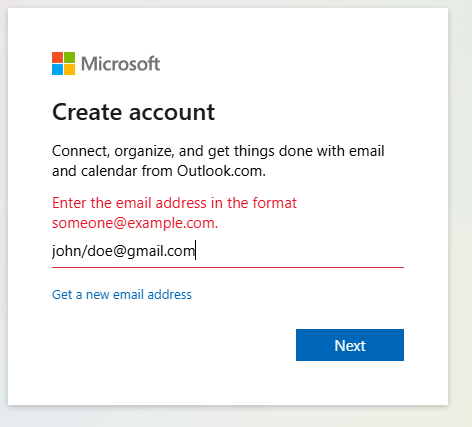 Microsoft
Create account
Connect, organize, and get things done with email
and calendar from Outlook.com.
Enter the email address in the format
someone@example.com.
john/doe@gmail.com
Get a new email address
Next